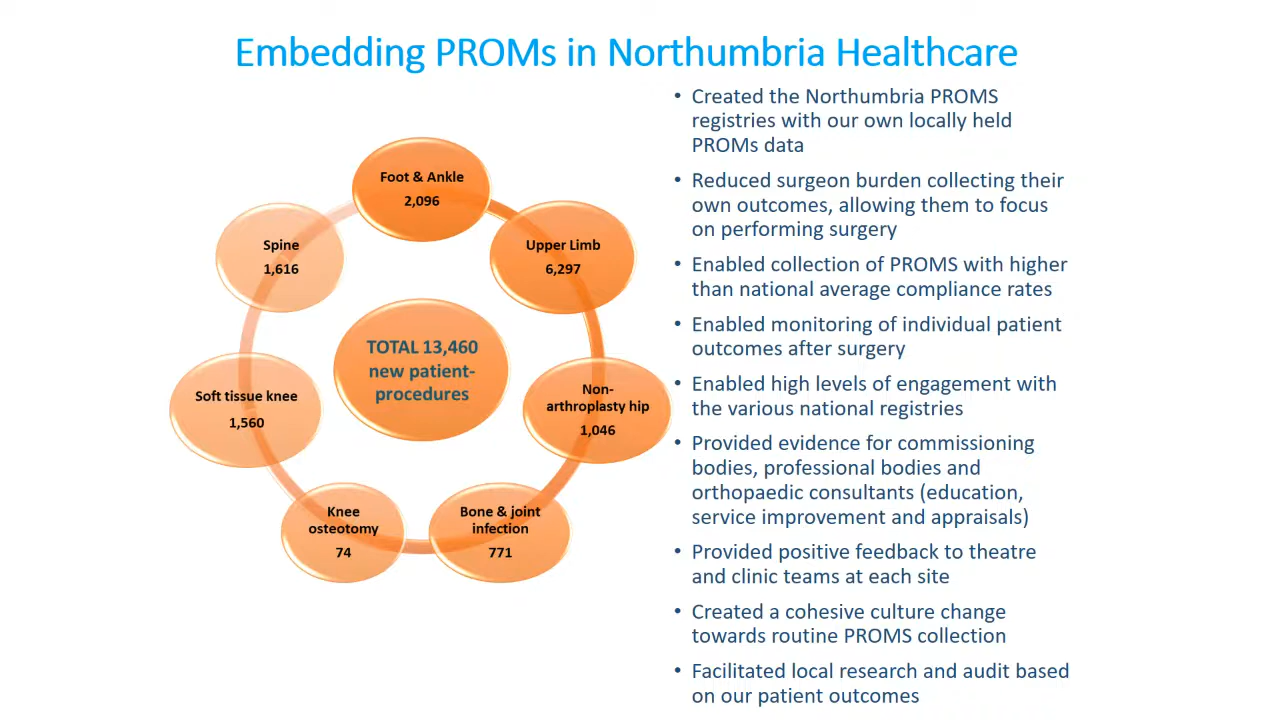 Embedding PROMs in Northumbria Healthcare
Foot & Ankle
2,096
Upper Limb
6,297
Non-
arthroplasty hip
1,046
Bone & joint
infection
771
Knee
osteotomy
74
Soft tissue knee
1,560
Spine
1,616
TOTAL 13,460
new patient-
procedures
• Created the Northumbria PROMS
registries with our own locally held
PROMs data
• Reduced surgeon burden collecting their
own outcomes, allowing them to focus
on performing surgery
• Enabled collection of PROMS with higher
than national average compliance rates
• Enabled monitoring of individual patient
outcomes after surgery
• Enabled high levels of engagement with
the various national registries
• Provided evidence for commissioning
bodies, professional bodies and
orthopaedic consultants (education,
service improvement and appraisals)
• Provided positive feedback to theatre
and clinic teams at each site
• Created a cohesive culture change
towards routine PROMS collection
• Facilitated local research and audit based
on our patient outcomes